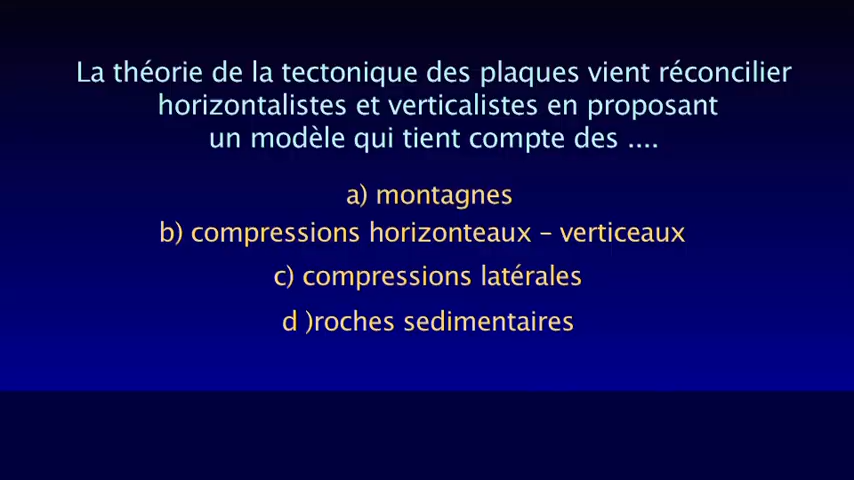 La théorie de la tectonique des plaques vient réconcilier
horizontalistes et verticalistes en proposant
un modèle qui tient compte des ....
a) montagnes
b) compressions horizonteaux – verticeaux
c) compressions latérales
d )roches sedimentaires